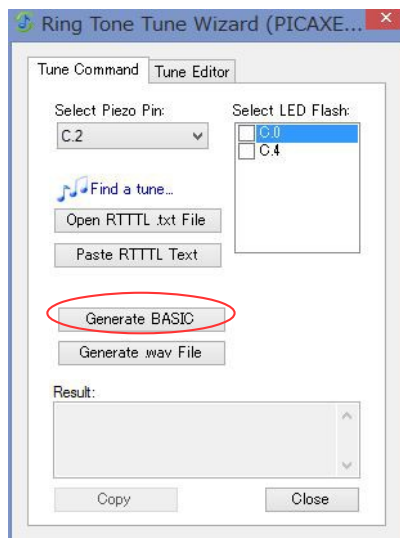 Ring Tone Tune Wizard (PICAXE...
Tune Command
Tune Editor
Select Piezo Pin:
Select LED Flash:
C.2
C.0
C.4
Find a tune...
Open RTTTL .txt File
Paste RTTTL Text
Generate BASIC
Generate .wav File
Result:
Copy
Close